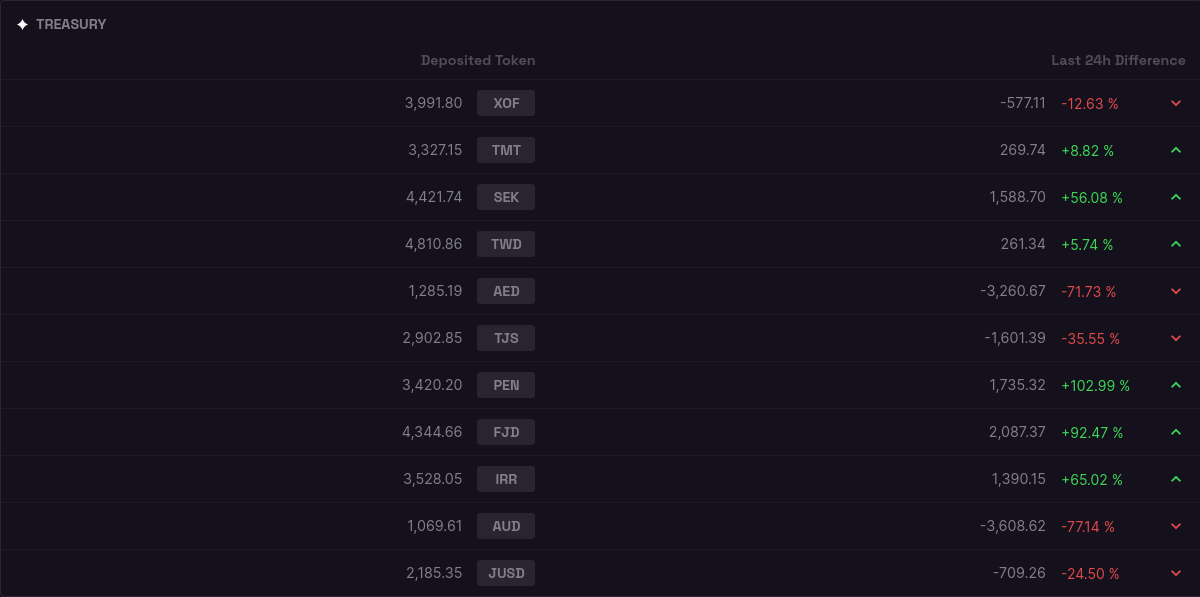 TREASURY
Deposited Token Last 24h Difference
3,991.80 XOF -577.11 -12.63 %
3,327.15 TMT 269.74 +8.82 %
4,421.74 SEK 1,588.70 +56.08 %
4,810.86 TWD 261.34 +5.74 %
1,285.19 AED -3,260.67 -71.73 %
2,902.85 TJS -1,601.39 -35.55 %
3,420.20 PEN 1,735.32 +102.99 %
4,344.66 FJD 2,087.37 +92.47 %
3,528.05 IRR 1,390.15 +65.02 %
1,069.61 AUD -3,608.62 -77.14 %
2,185.35 JUSD -709.26 -24.50 %